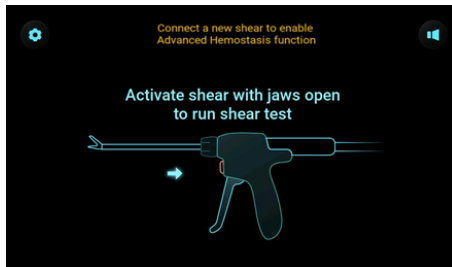 Connect a new shear to enable
Advanced Hemostasis function
Activate shear with jaws open
to run shear test